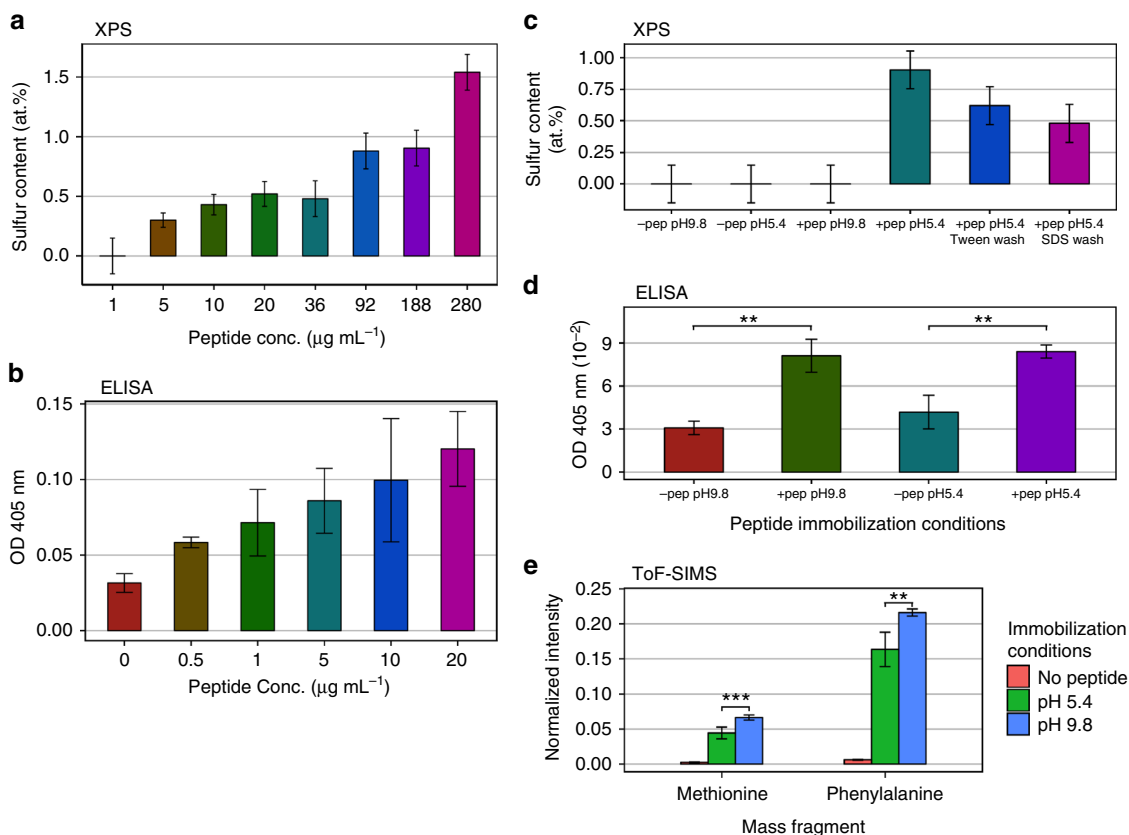 a
XPS
Sulfur content (at.%)
1.5
1.0
0.5
0.0
1 5 10 20 36 92 188 280
Peptide conc. (µg mL⁻¹)
b
ELISA
OD 405 nm
0.15
0.10
0.05
0.00
0 0.5 1 5 10 20
Peptide Conc. (µg mL⁻¹)
c
XPS
Sulfur content
(at.%)
1.00
0.75
0.50
0.25
0.00
−pep pH9.8 −pep pH5.4 +pep pH9.8 +pep pH5.4 +pep pH5.4 +pep pH5.4
Tween wash SDS wash
d
ELISA
OD 405 nm (10⁻²)
9
6
3
0
** **
−pep pH9.8 +pep pH9.8 −pep pH5.4 +pep pH5.4
Peptide immobilization conditions
e
ToF-SIMS
Normalized intensity
0.25
0.20
0.15
0.10
0.05
0.00
*** **
Methionine Phenylalanine
Mass fragment
Immobilization
conditions
No peptide
pH 5.4
pH 9.8